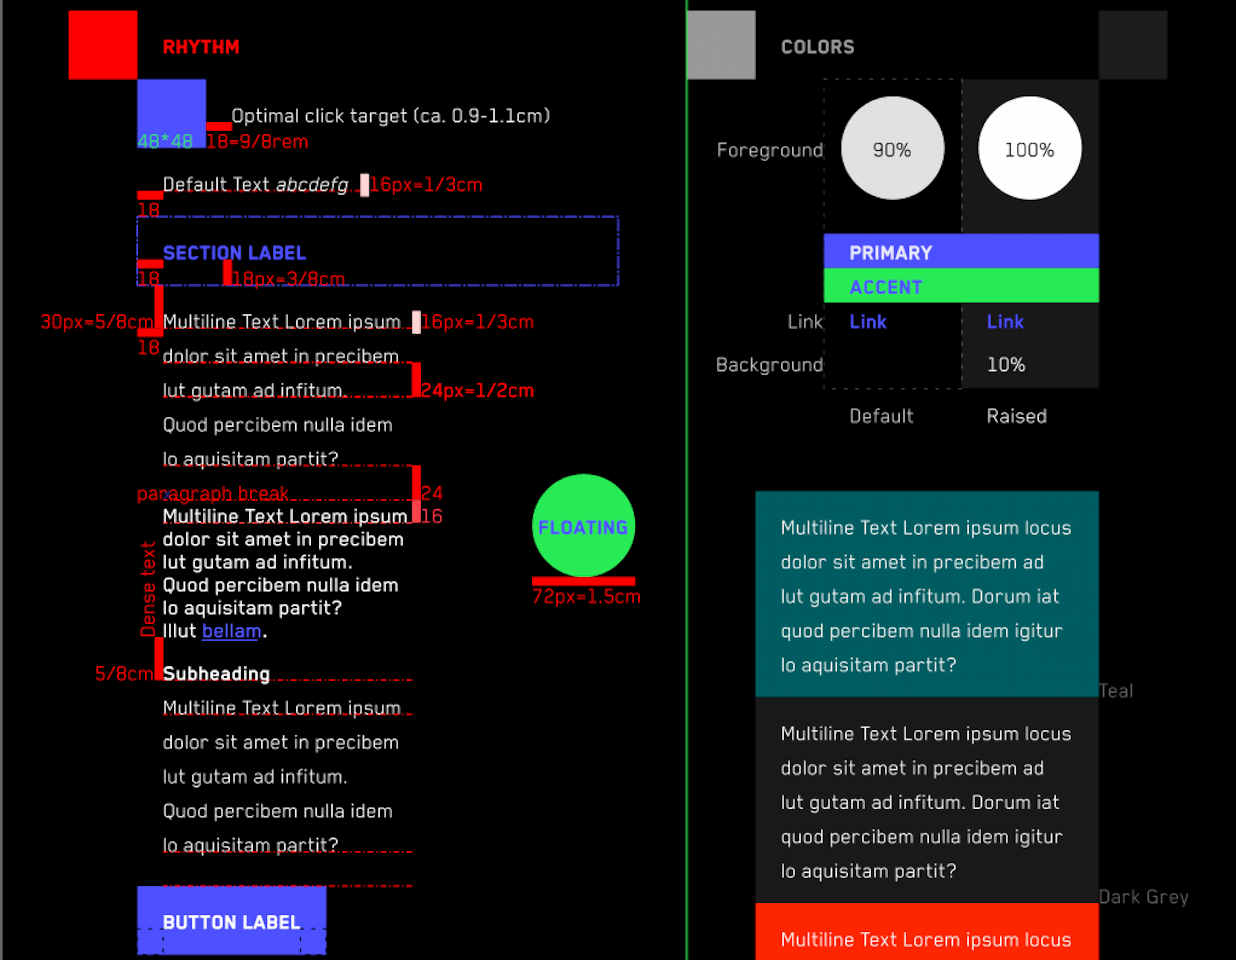 RHYTHM
Optimal click target (ca. 0.9-1.1cm)
48*48 18=9/8rem
Default Text abcdefg 16px=1/3cm
18
SECTION LABEL
18 18px=3/8cm
30px=5/8cm Multiline Text Lorem ipsum 16px=1/3cm
18
dolor sit amet in precibem
lut gutam ad infitum. 24px=1/2cm
Quod percibem nulla idem
lo aquisitam partit?
paragraph break 24
Multiline Text Lorem ipsum 16
dolor sit amet in precibem
lut gutam ad infitum.
Quod percibem nulla idem
lo aquisitam partit?
Illut bellam.
Dense text
5/8cm Subheading
Multiline Text Lorem ipsum
dolor sit amet in precibem
lut gutam ad infitum.
Quod percibem nulla idem
lo aquisitam partit?
BUTTON LABEL
FLOATING
72px=1.5cm
COLORS
Foreground 90% 100%
PRIMARY
ACCENT
Link Link Link
Background 10%
Default Raised
Multiline Text Lorem ipsum locus
dolor sit amet in precibem ad
lut gutam ad infitum. Dorum iat
quod percibem nulla idem igitur
lo aquisitam partit?
Teal
Multiline Text Lorem ipsum locus
dolor sit amet in precibem ad
lut gutam ad infitum. Dorum iat
quod percibem nulla idem igitur
lo aquisitam partit?
Dark Grey
Multiline Text Lorem ipsum locus